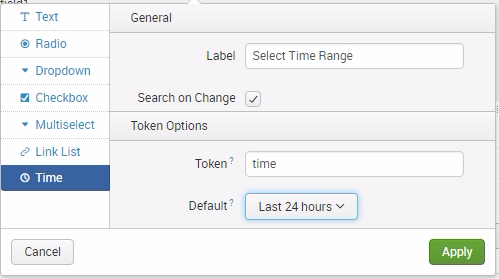 Text
Radio
Dropdown
Checkbox
Multiselect
Link List
Time
General
Label Select Time Range
Search on Change
Token Options
Token ? time
Default ? Last 24 hours
Cancel Apply